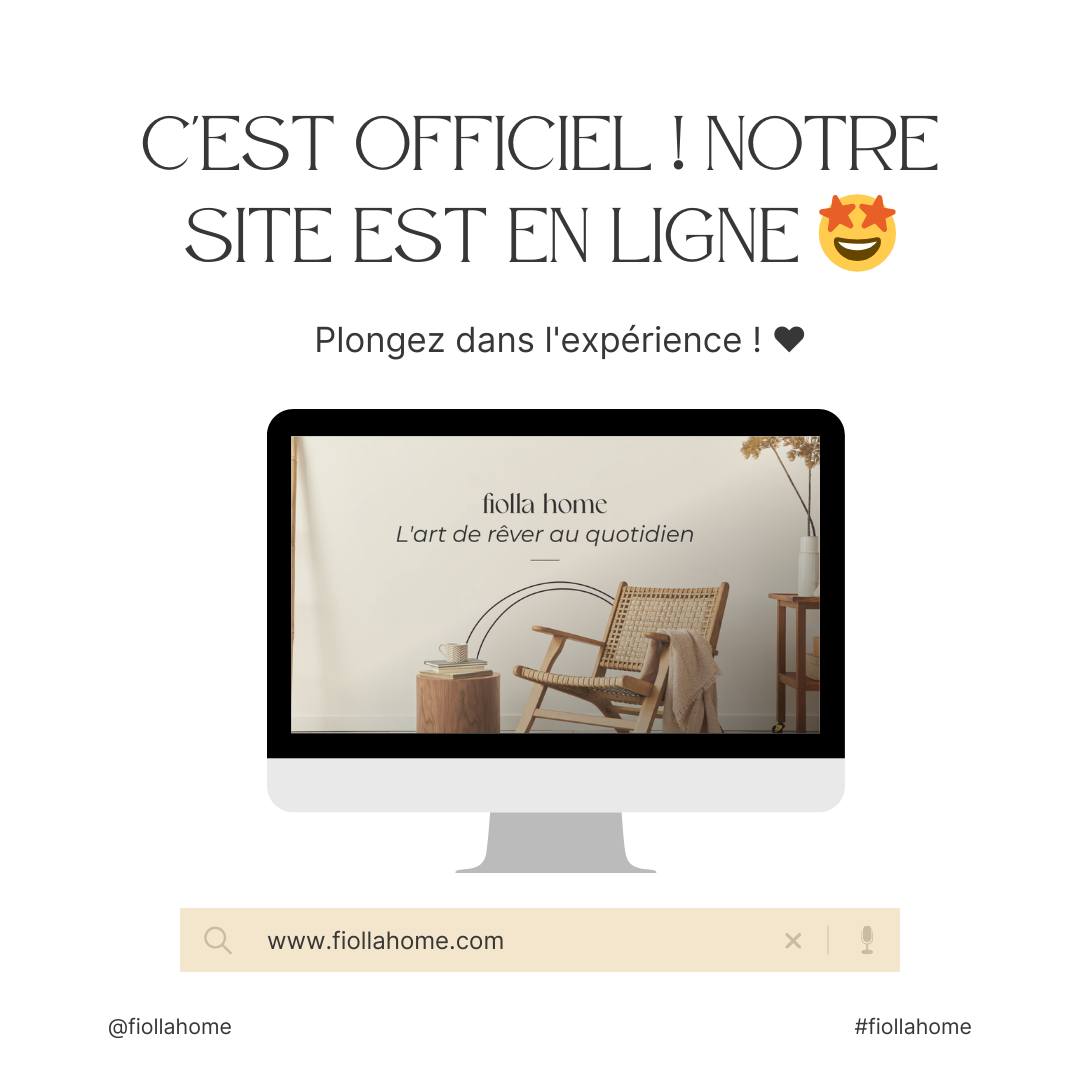 C'EST OFFICIEL ! NOTRE
SITE EST EN LIGNE 🤩
Plongez dans l'expérience ! ♥
fiolla home
L'art de rêver au quotidien
www.fiollahome.com
@fiollahome
#fiollahome